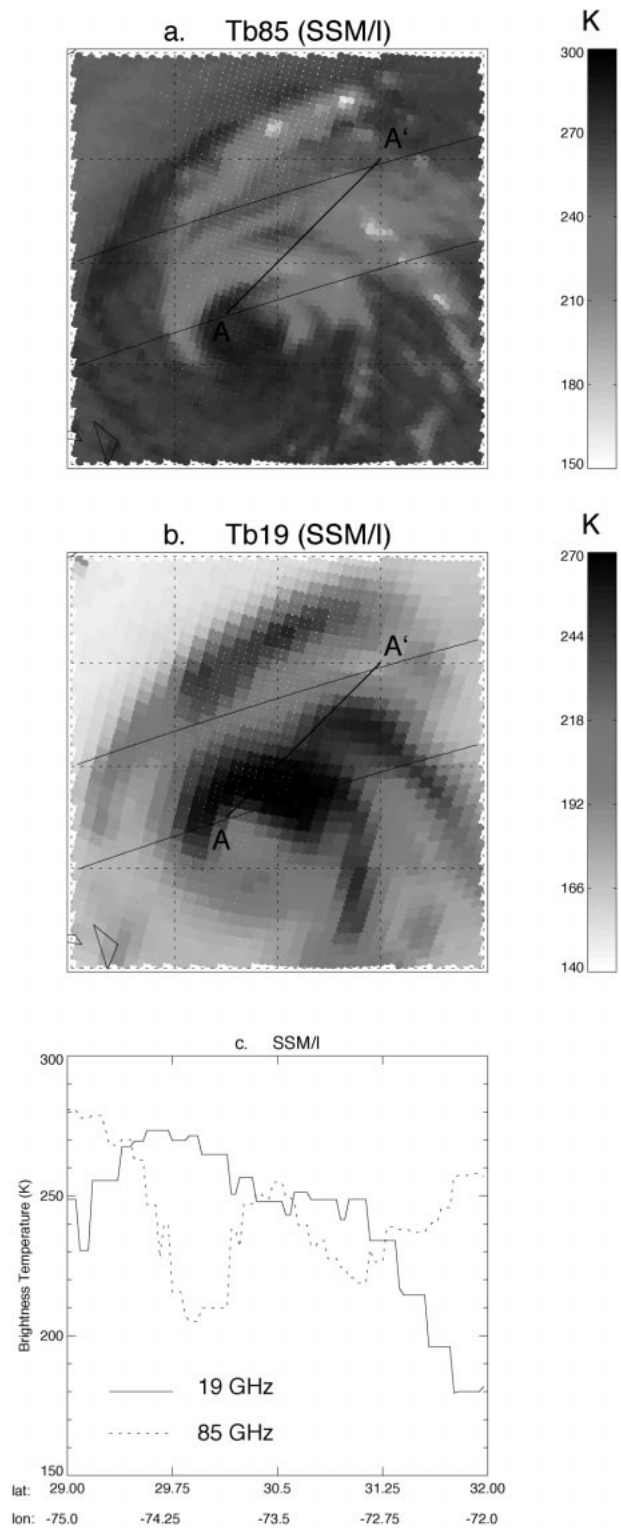 a. Tb85 (SSM/I)
K
300
270
240
210
180
150
A‘
A
b. Tb19 (SSM/I)
K
270
244
218
192
166
140
A‘
A
c. SSM/I
300
250
200
150
Brightness Temperature (K)
19 GHz
85 GHz
lat: 29.00 29.75 30.5 31.25 32.00
lon: -75.0 -74.25 -73.5 -72.75 -72.0